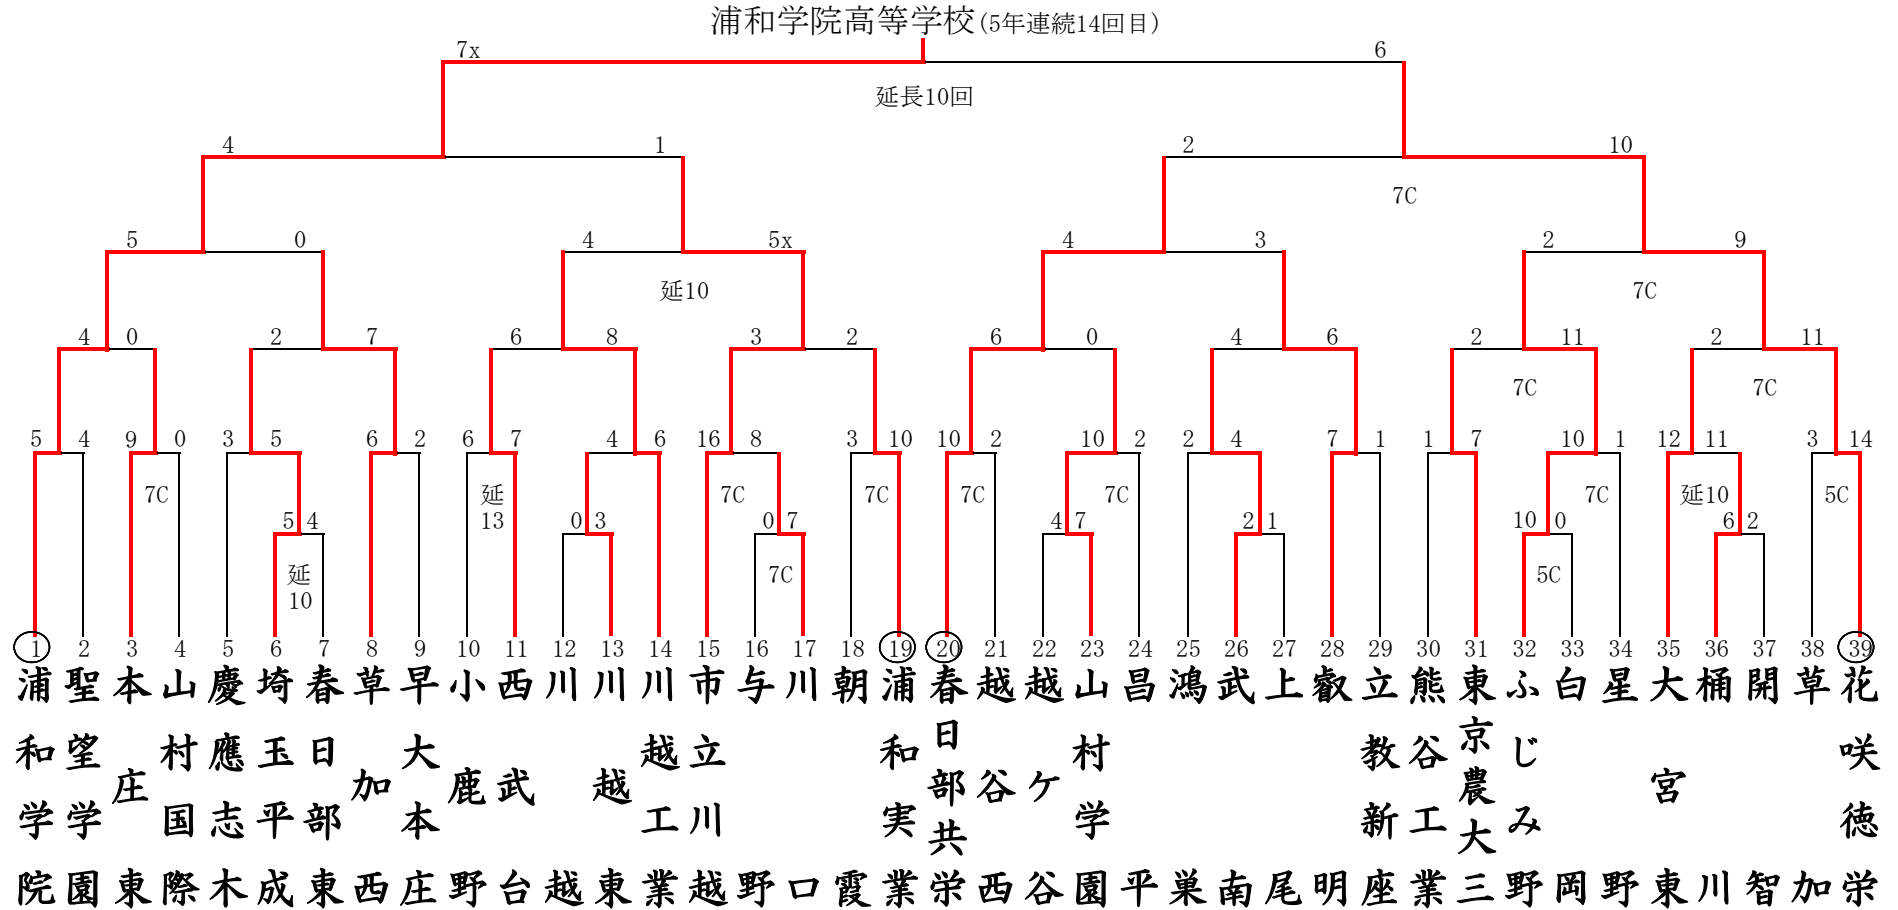 浦和学院高等学校(5年連続14回目)
7x 6
延長10回
4 1 2 10
7C
5 0 4 5x 4 3 2 9
延10 7C
4 0 2 7 6 8 3 2 6 0 4 6 2 11 2 11
7C 7C
5 4 9 0 3 5 6 2 6 7 4 6 16 8 3 10 10 2 10 2 2 4 7 1 1 7 10 1 12 11 3 14
7C 延13 7C 7C 7C 7C 7C 延10 5C
5 4 0 3 0 7 4 7 2 1 10 0 6 2
延10 7C 5C
1 2 3 4 5 6 7 8 9 10 11 12 13 14 15 16 17 18 19 20 21 22 23 24 25 26 27 28 29 30 31 32 33 34 35 36 37 38 39
浦和学院
聖望学園
本庄東
山村国際
慶應志木
埼玉平成
春日部東
草加西
早大本庄
小鹿野
西武台
川越
川越東
川越工業
市立川越
与野
川口
朝霞
浦和実業
春日部共栄
越谷西
越ケ谷
山村学園
昌平
鴻巣
武南
上尾
叡明
立教新座
熊谷工業
東京農大三
ふじみ野
白岡
星野
大宮東
桶川
開智
草加
花咲徳栄